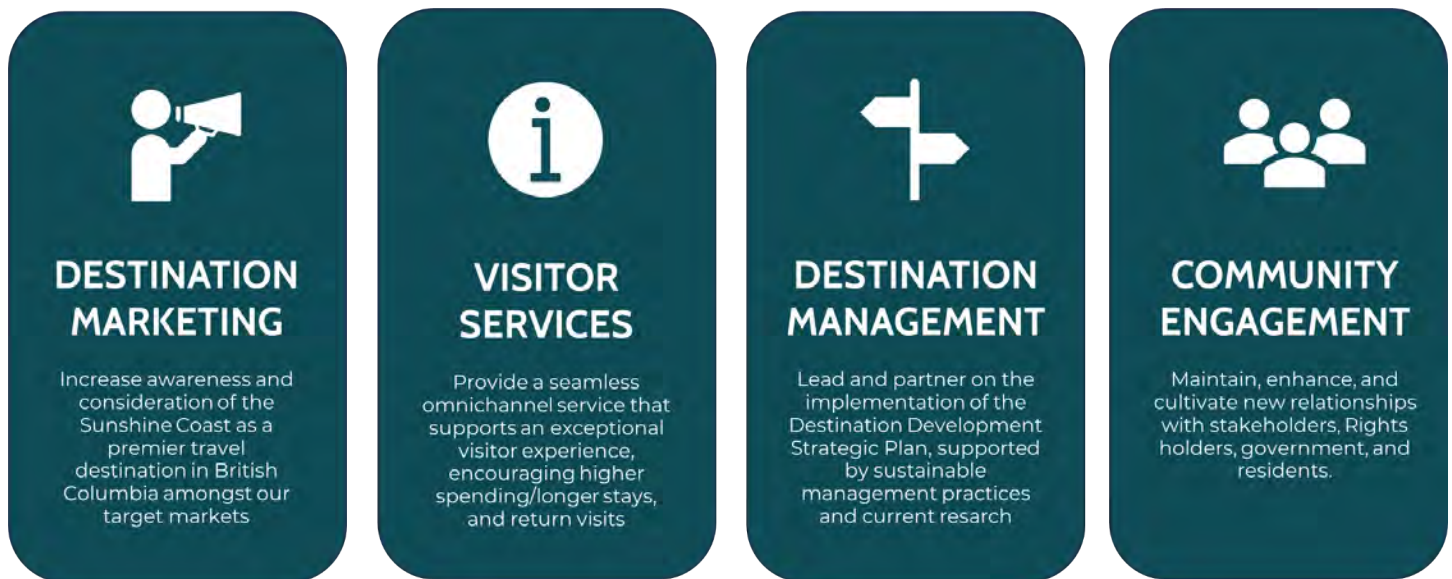 DESTINATION
MARKETING
Increase awareness and
consideration of the
Sunshine Coast as a
premier travel
destination in British
Columbia amongst our
target markets
VISITOR
SERVICES
Provide a seamless
omnichannel service that
supports an exceptional
visitor experience,
encouraging higher
spending/longer stays,
and return visits
DESTINATION
MANAGEMENT
Lead and partner on the
implementation of the
Destination Development
Strategic Plan, supported
by sustainable
management practices
and current resarch
COMMUNITY
ENGAGEMENT
Maintain, enhance, and
cultivate new relationships
with stakeholders, Rights
holders, government, and
residents.